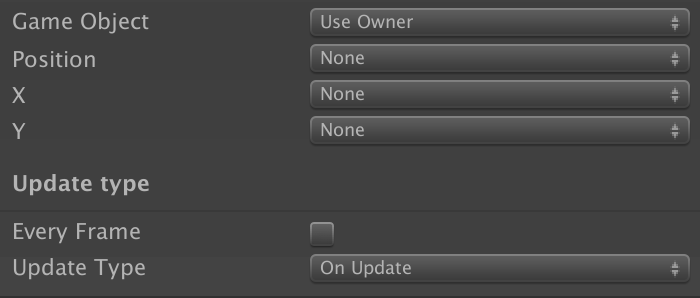 Game Object Use Owner
Position None
X None
Y None
Update type
Every Frame
Update Type On Update